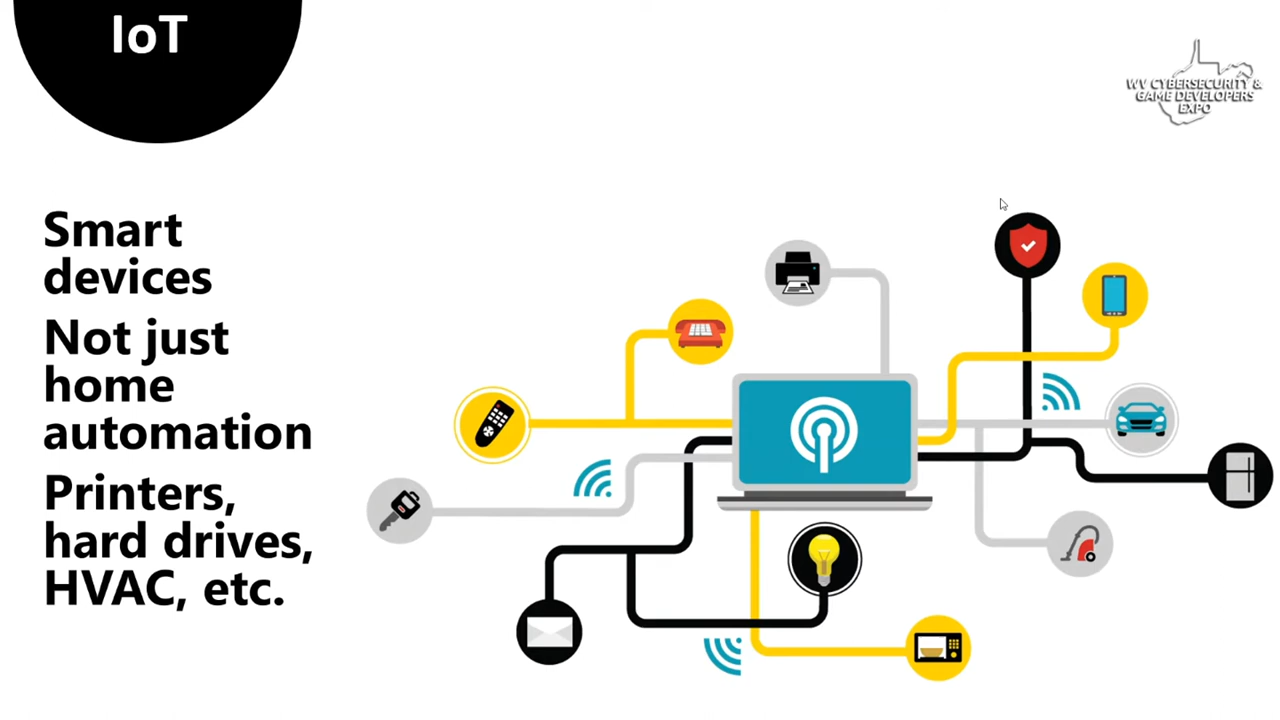 IoT
WV CYBERSECURITY &
GAME DEVELOPERS
EXPO
Smart
devices
Not just
home
automation
Printers,
hard drives,
HVAC, etc.